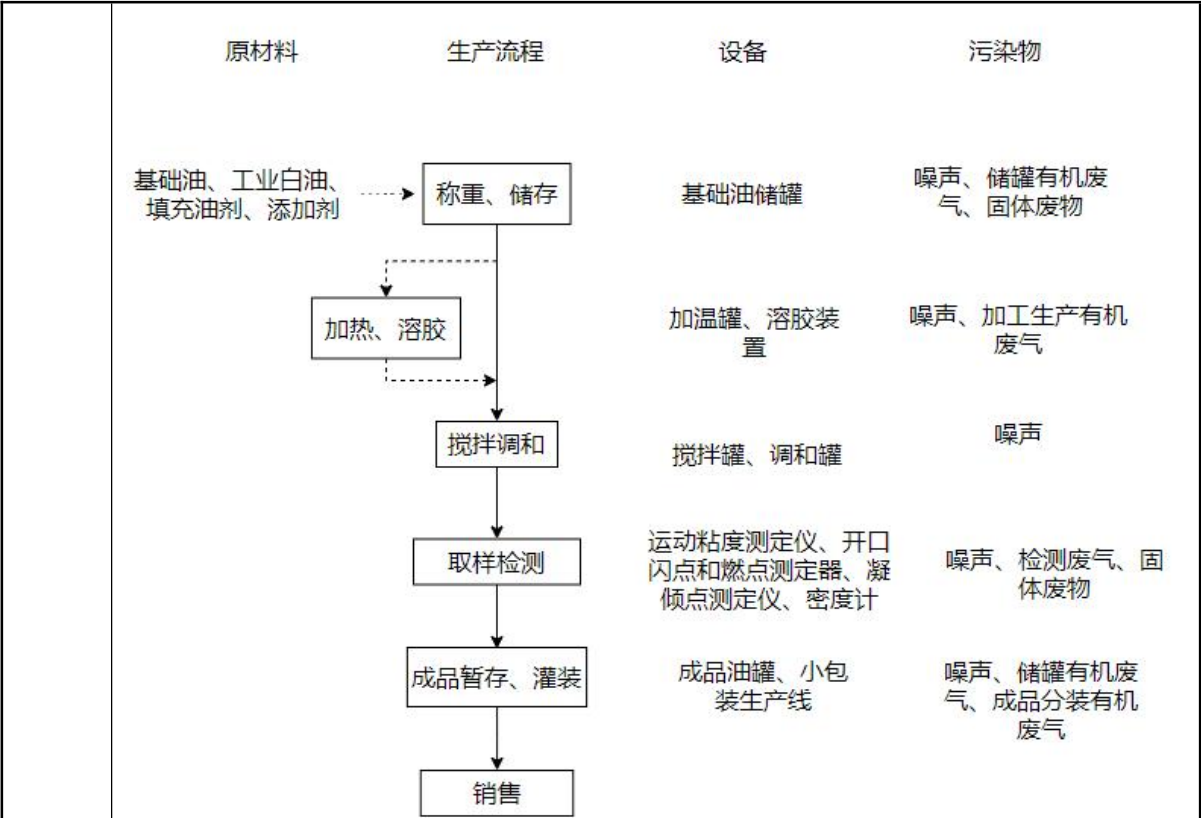 原材料 生产流程 设备 污染物
基础油、工业白油、
填充油剂、添加剂
称重、储存
基础油储罐
噪声、储罐有机废
气、固体废物
加热、溶胶
加温罐、溶胶装
置
噪声、加工生产有机
废气
搅拌调和
搅拌罐、调和罐
噪声
取样检测
运动粘度测定仪、开口
闪点和燃点测定器、凝
倾点测定仪、密度计
噪声、检测废气、固
体废物
成品暂存、灌装
成品油罐、小包
装生产线
噪声、储罐有机废
气、成品分装有机
废气
销售